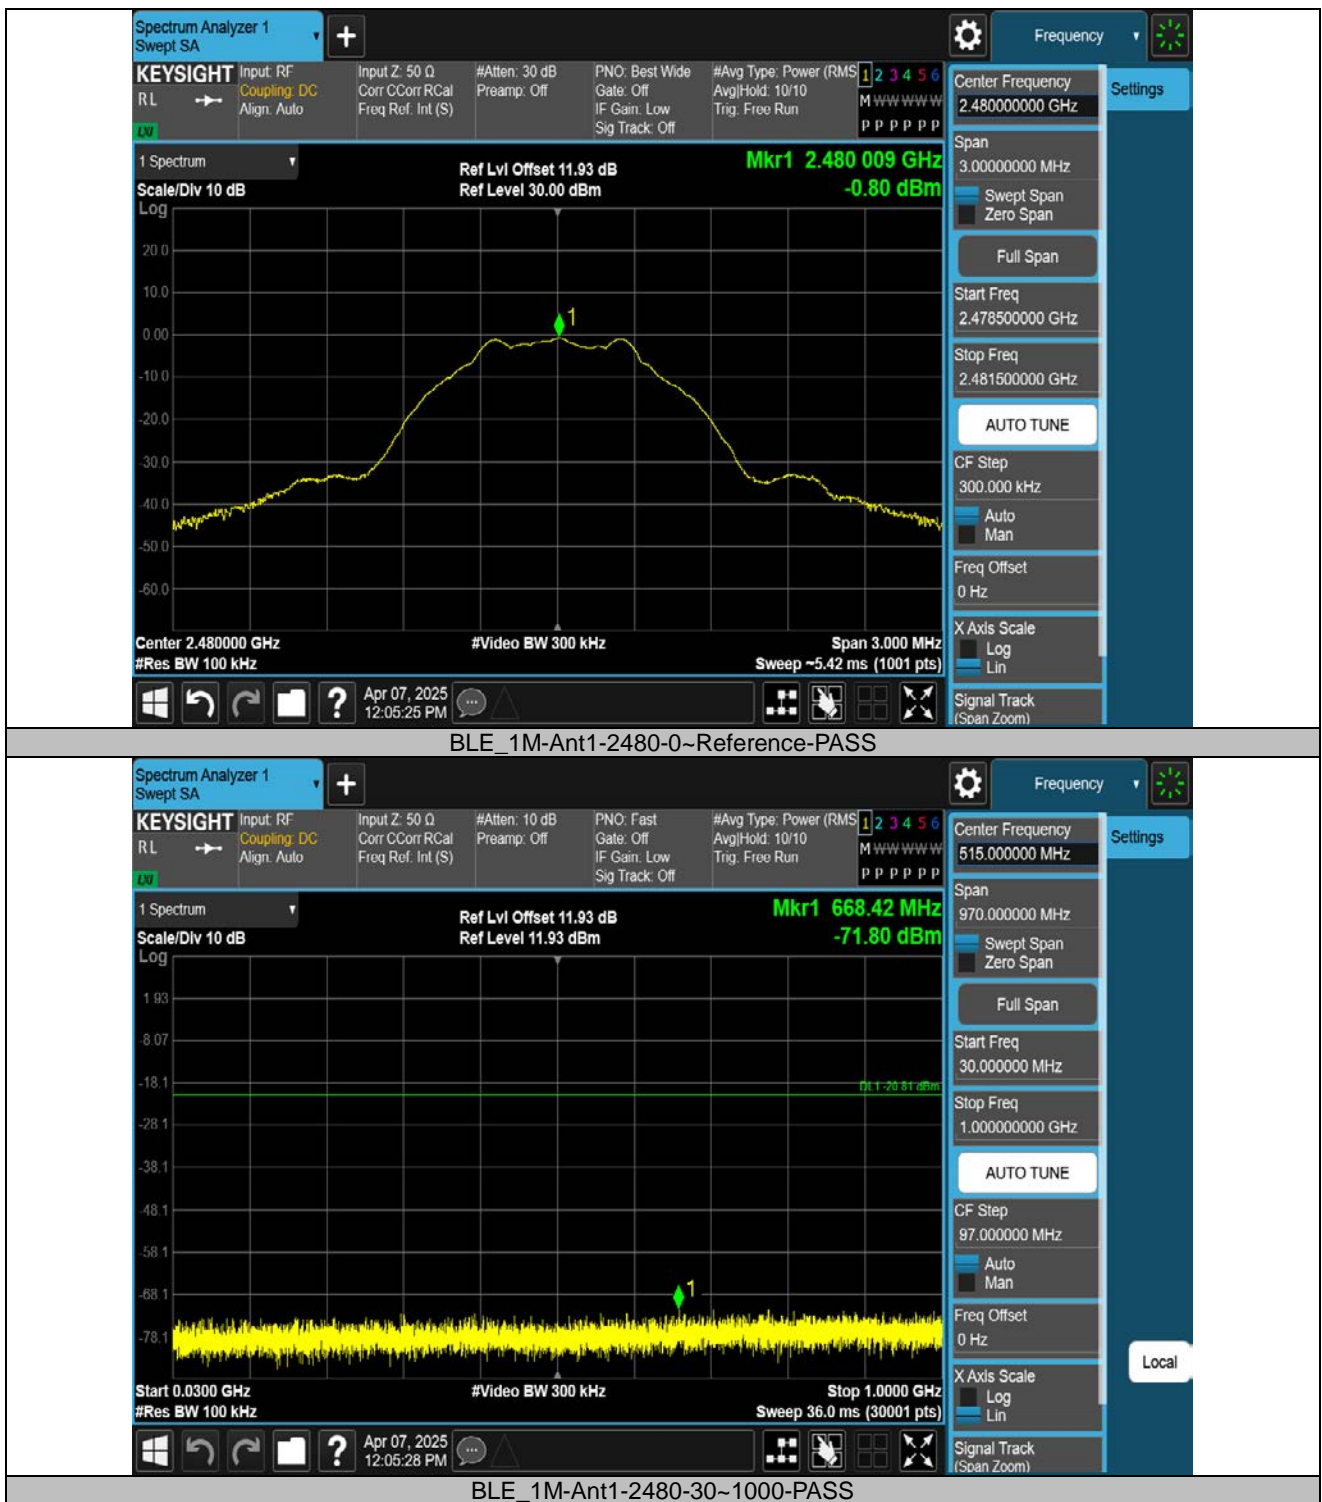 Spectrum Analyzer 1
Swept SA
+
Frequency
KEYSIGHT
RL
LXI
Input: RF
Coupling: DC
Align: Auto
Input Z: 50 Ω
Corr CCorr RCal
Freq Ref: Int (S)
#Atten: 30 dB
Preamp: Off
PNO: Best Wide
Gate: Off
IF Gain: Low
Sig Track: Off
#Avg Type: Power (RMS
Avg|Hold: 10/10
Trig: Free Run
1 2 3 4 5 6
M W W W W W
P P P P P P
Center Frequency
2.480000000 GHz
Settings
1 Spectrum
Scale/Div 10 dB
Log
Ref Lvl Offset 11.93 dB
Ref Level 30.00 dBm
Mkr1 2.480 009 GHz
-0.80 dBm
Span
3.00000000 MHz
Swept Span
Zero Span
Full Span
Start Freq
2.478500000 GHz
Stop Freq
2.481500000 GHz
AUTO TUNE
CF Step
300.000 kHz
Auto
Man
Freq Offset
0 Hz
X Axis Scale
Log
Lin
Signal Track
(Span Zoom)
20.0
10.0
0.00
-10.0
-20.0
-30.0
-40.0
-50.0
-60.0
1
Center 2.480000 GHz
#Res BW 100 kHz
#Video BW 300 kHz
Span 3.000 MHz
Sweep ~5.42 ms (1001 pts)
?
Apr 07, 2025
12:05:25 PM
BLE_1M-Ant1-2480-0~Reference-PASS
Spectrum Analyzer 1
Swept SA
+
Frequency
KEYSIGHT
RL
LXI
Input: RF
Coupling: DC
Align: Auto
Input Z: 50 Ω
Corr CCorr RCal
Freq Ref: Int (S)
#Atten: 10 dB
Preamp: Off
PNO: Fast
Gate: Off
IF Gain: Low
Sig Track: Off
#Avg Type: Power (RMS
Avg|Hold: 10/10
Trig: Free Run
1 2 3 4 5 6
M W W W W W
P P P P P P
Center Frequency
515.000000 MHz
Settings
1 Spectrum
Scale/Div 10 dB
Log
Ref Lvl Offset 11.93 dB
Ref Level 11.93 dBm
Mkr1 668.42 MHz
-71.80 dBm
Span
970.000000 MHz
Swept Span
Zero Span
Full Span
Start Freq
30.000000 MHz
Stop Freq
1.000000000 GHz
AUTO TUNE
CF Step
97.000000 MHz
Auto
Man
Freq Offset
0 Hz
X Axis Scale
Log
Lin
Signal Track
(Span Zoom)
Local
1.93
-8.07
-18.1
-28.1
-38.1
-48.1
-58.1
-68.1
-78.1
DL1 -20.81 dBm
1
Start 0.0300 GHz
#Res BW 100 kHz
#Video BW 300 kHz
Stop 1.0000 GHz
Sweep 36.0 ms (30001 pts)
?
Apr 07, 2025
12:05:28 PM
BLE_1M-Ant1-2480-30~1000-PASS